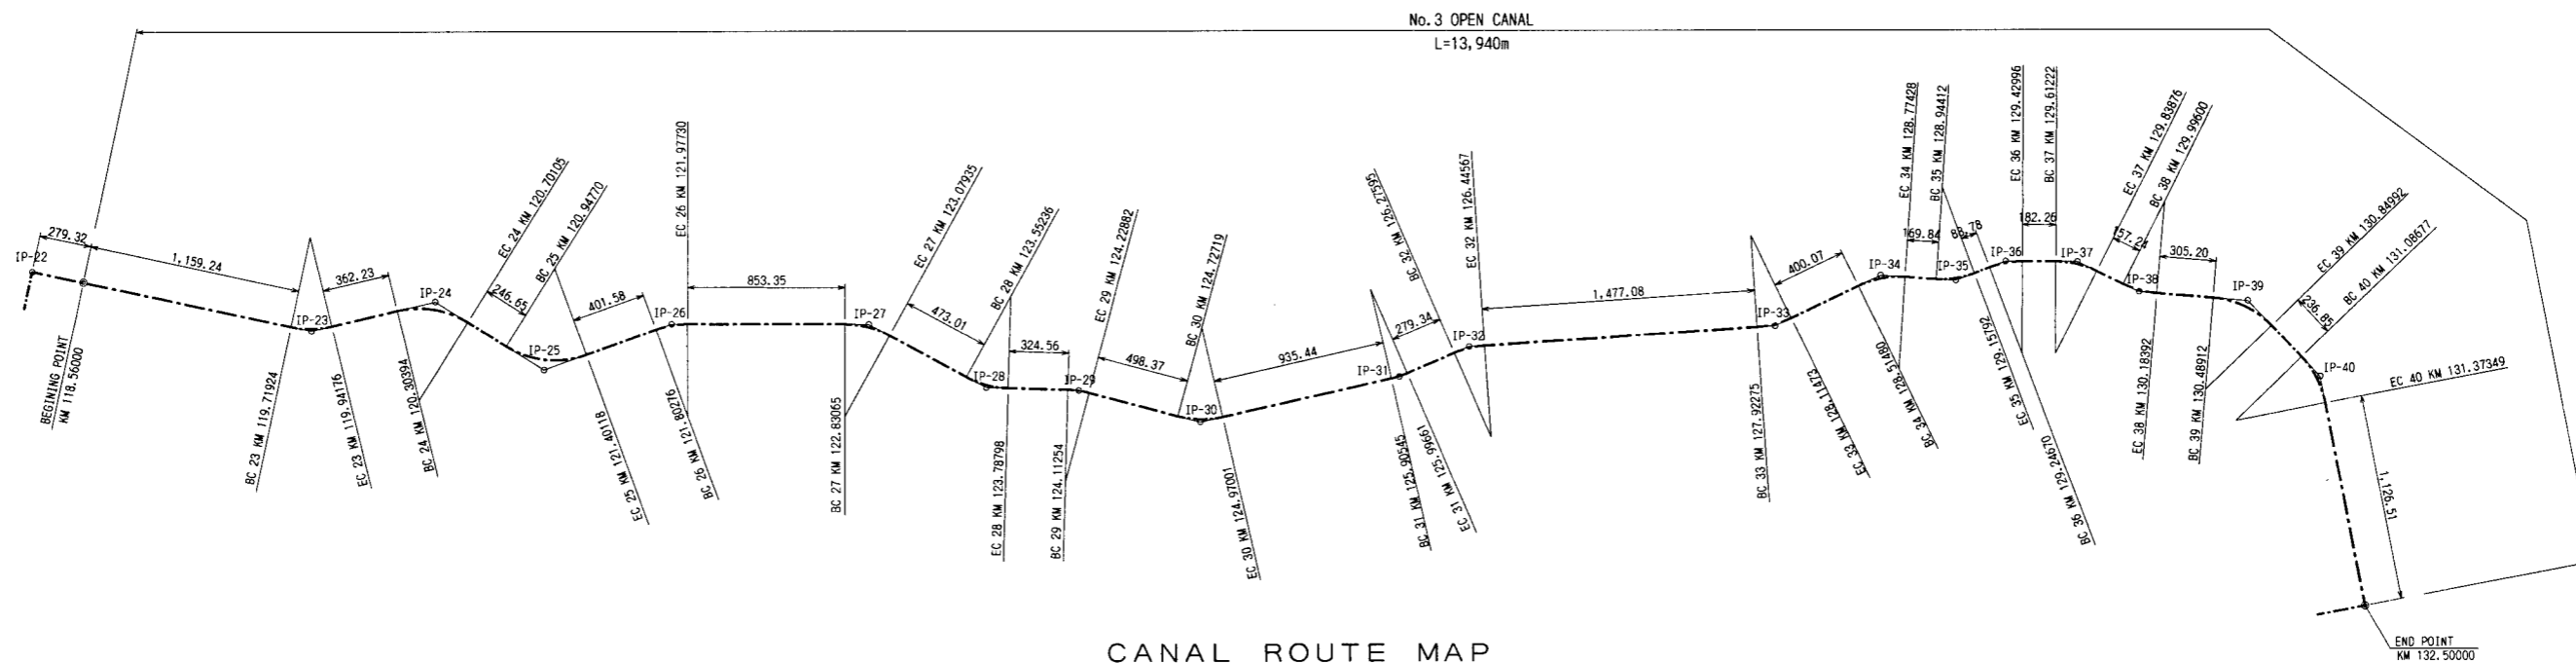 No.3 OPEN CANAL
L=13,940m
IP-22
279.32
BEGINING POINT
KM 118.56000
1,159.24
BC 23 KM 119.71924
IP-23
EC 23 KM 119.94176
362.23
BC 24 KM 120.30394
IP-24
EC 24 KM 120.70105
246.65
BC 25 KM 120.94770
IP-25
EC 25 KM 121.40118
401.58
BC 26 KM 121.80276
IP-26
EC 26 KM 121.97730
853.35
BC 27 KM 122.83065
IP-27
EC 27 KM 123.07935
473.01
BC 28 KM 123.55236
IP-28
EC 28 KM 123.78798
324.56
BC 29 KM 124.11254
IP-29
EC 29 KM 124.22882
498.37
BC 30 KM 124.72719
IP-30
EC 30 KM 124.97001
935.44
BC 31 KM 125.90545
IP-31
EC 31 KM 125.99661
279.34
BC 32 KM 126.27595
IP-32
EC 32 KM 126.44567
1,477.08
BC 33 KM 127.92275
IP-33
EC 33 KM 128.11473
400.07
BC 34 KM 128.51480
IP-34
EC 34 KM 128.77428
169.84
BC 35 KM 128.94412
IP-35
EC 35 KM 129.15792
88.78
BC 36 KM 129.24670
IP-36
EC 36 KM 129.42996
182.26
BC 37 KM 129.61222
IP-37
EC 37 KM 129.83876
157.24
BC 38 KM 129.99600
IP-38
EC 38 KM 130.18392
305.20
BC 39 KM 130.48912
IP-39
EC 39 KM 130.84992
236.85
BC 40 KM 131.08677
IP-40
EC 40 KM 131.37349
1,126.51
END POINT
KM 132.50000
CANAL ROUTE MAP